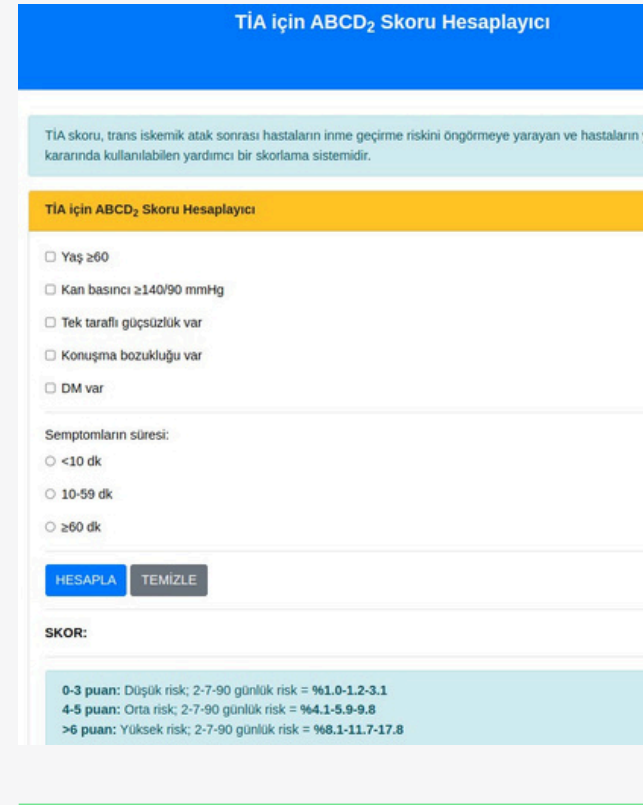 TİA için ABCD₂ Skoru Hesaplayıcı
TİA skoru, trans iskemik atak sonrası hastaların inme geçirme riskini öngörmeye yarayan ve hastaların
kararında kullanılabilen yardımcı bir skorlama sistemidir.
TİA için ABCD₂ Skoru Hesaplayıcı
Yaş ≥60
Kan basıncı ≥140/90 mmHg
Tek taraflı güçsüzlük var
Konuşma bozukluğu var
DM var
Semptomların süresi:
<10 dk
10-59 dk
≥60 dk
HESAPLA TEMİZLE
SKOR:
0-3 puan: Düşük risk; 2-7-90 günlük risk = %1.0-1.2-3.1
4-5 puan: Orta risk; 2-7-90 günlük risk = %4.1-5.9-9.8
>6 puan: Yüksek risk; 2-7-90 günlük risk = %8.1-11.7-17.8